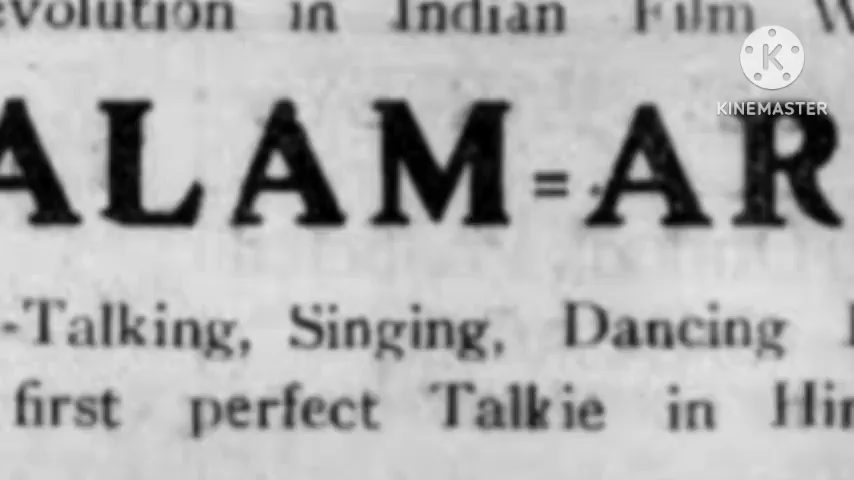 evolution in Indian Film W
K
KINEMASTER
ALAM=AR
-Talking, Singing, Dancing
first perfect Talkie in Hin